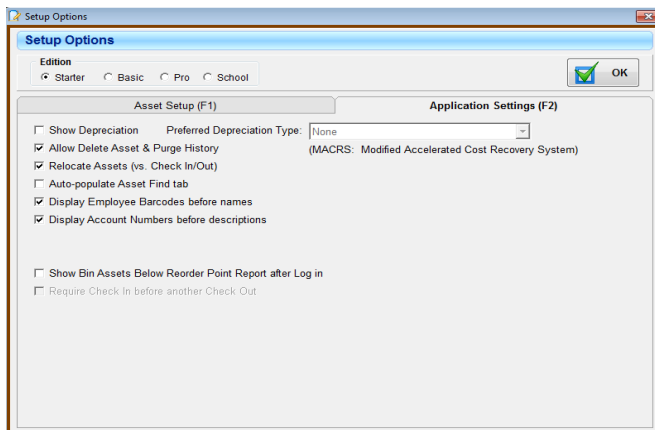 Setup Options
Setup Options
Edition
Starter Basic Pro School
OK
Asset Setup (F1) Application Settings (F2)
Show Depreciation Preferred Depreciation Type: None
Allow Delete Asset & Purge History (MACRS: Modified Accelerated Cost Recovery System)
Relocate Assets (vs. Check In/Out)
Auto-populate Asset Find tab
Display Employee Barcodes before names
Display Account Numbers before descriptions
Show Bin Assets Below Reorder Point Report after Log in
Require Check In before another Check Out